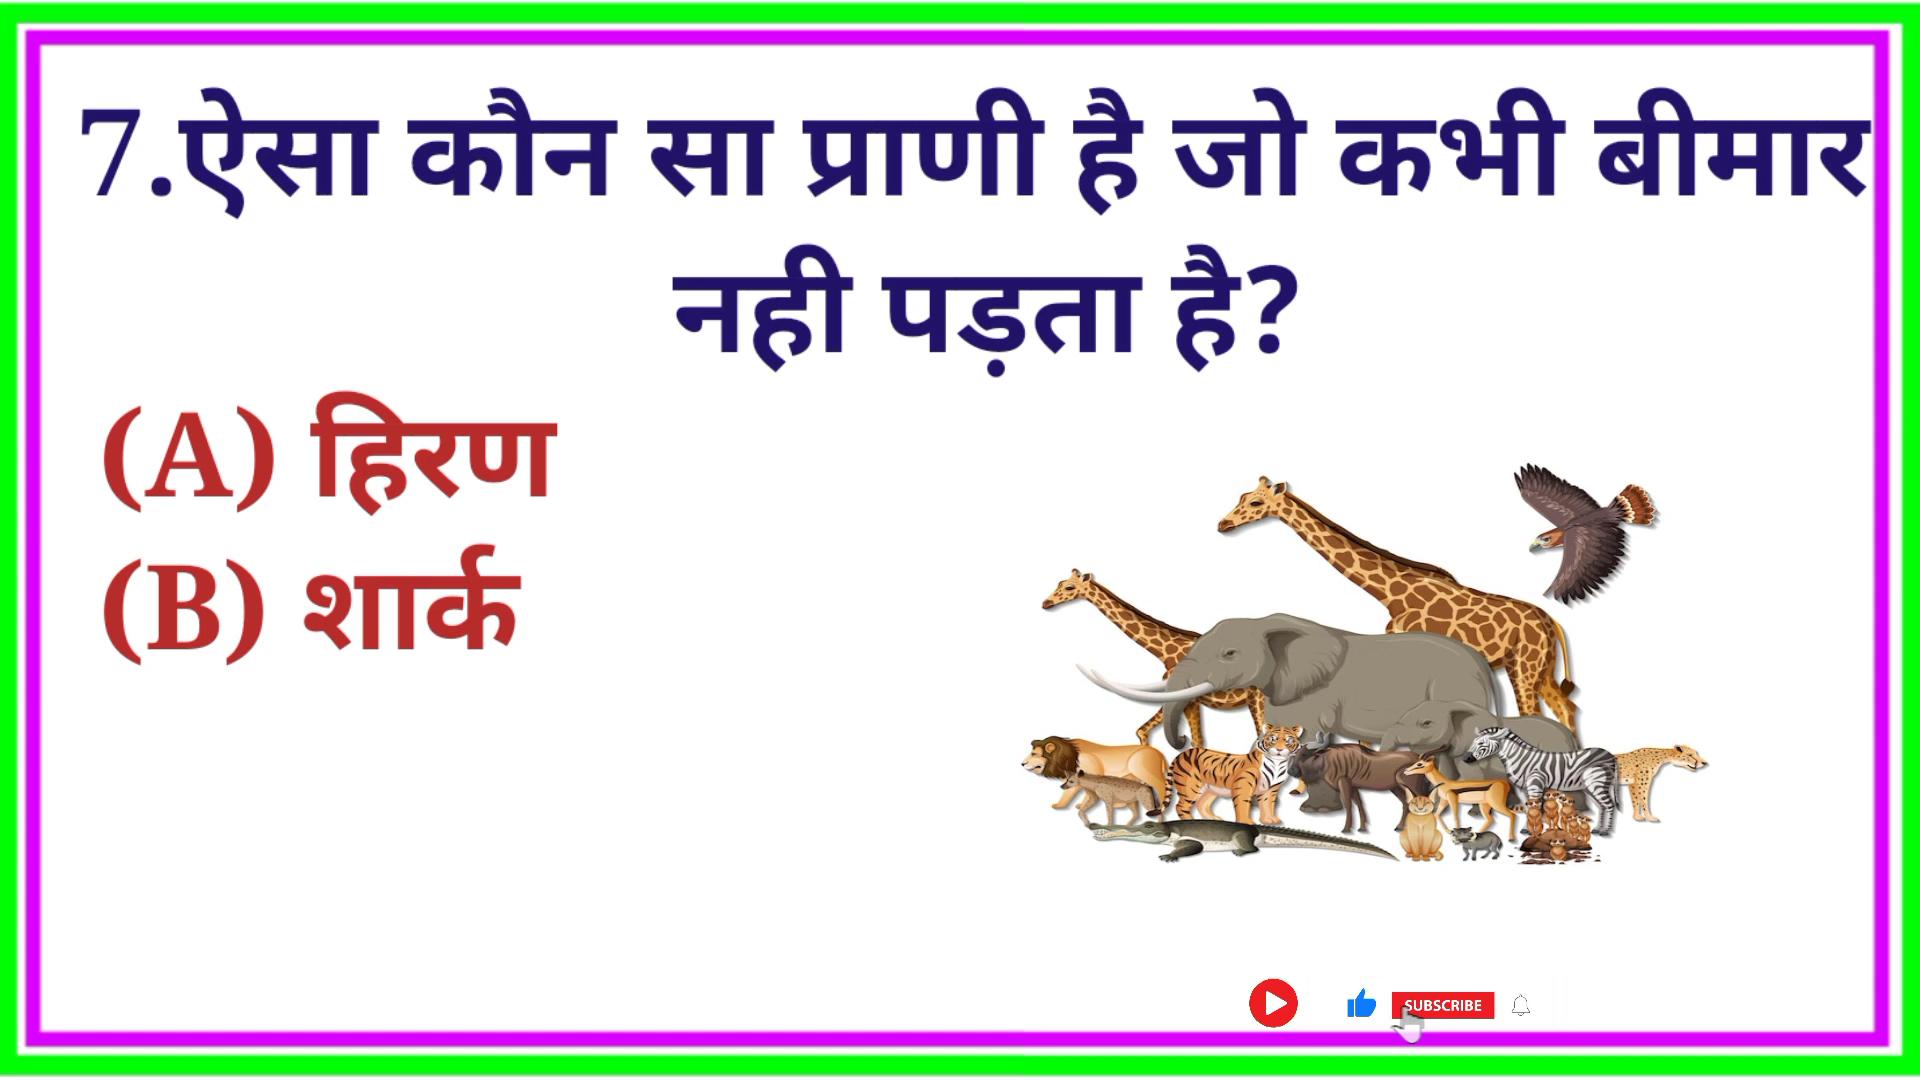 7.ऐसा कौन सा प्राणी है जो कभी बीमार
नही पड़ता है?
(A) हिरण
(B) शार्क
SUBSCRIBE